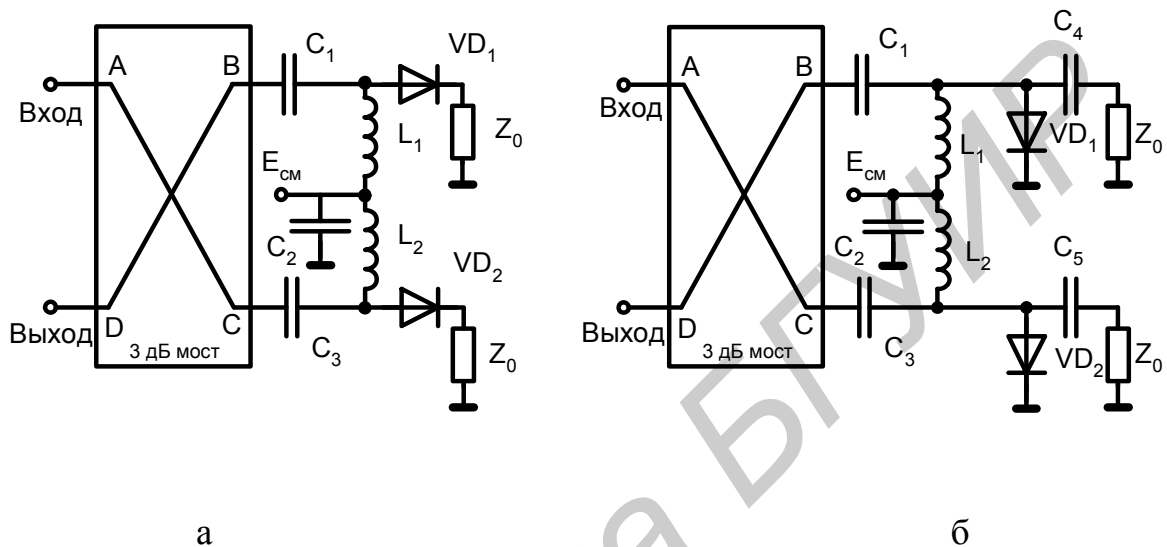 A
B
C₁
VD₁
Вход
L₁
Z₀
Eсм
C₂
L₂
VD₂
Выход
D
C
C₃
3 дБ мост
Z₀
а
A
B
C₁
C₄
Вход
L₁
VD₁
Z₀
Eсм
C₂
L₂
C₅
Выход
D
C
C₃
3 дБ мост
VD₂
Z₀
б
а БГУИР